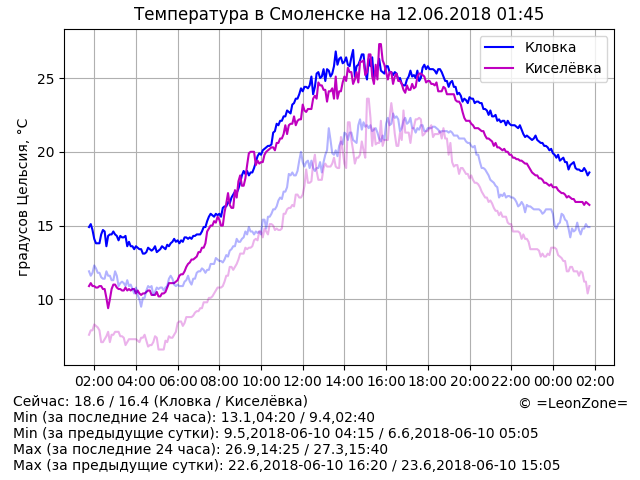 Температура в Смоленске на 12.06.2018 01:45
Кловка
Киселёвка
градусов Цельсия, °C
25
20
15
10
02:00 04:00 06:00 08:00 10:00 12:00 14:00 16:00 18:00 20:00 22:00 00:00 02:00
Сейчас: 18.6 / 16.4 (Кловка / Киселёвка)
© =LeonZone=
Min (за последние 24 часа): 13.1,04:20 / 9.4,02:40
Min (за предыдущие сутки): 9.5,2018-06-10 04:15 / 6.6,2018-06-10 05:05
Max (за последние 24 часа): 26.9,14:25 / 27.3,15:40
Max (за предыдущие сутки): 22.6,2018-06-10 16:20 / 23.6,2018-06-10 15:05